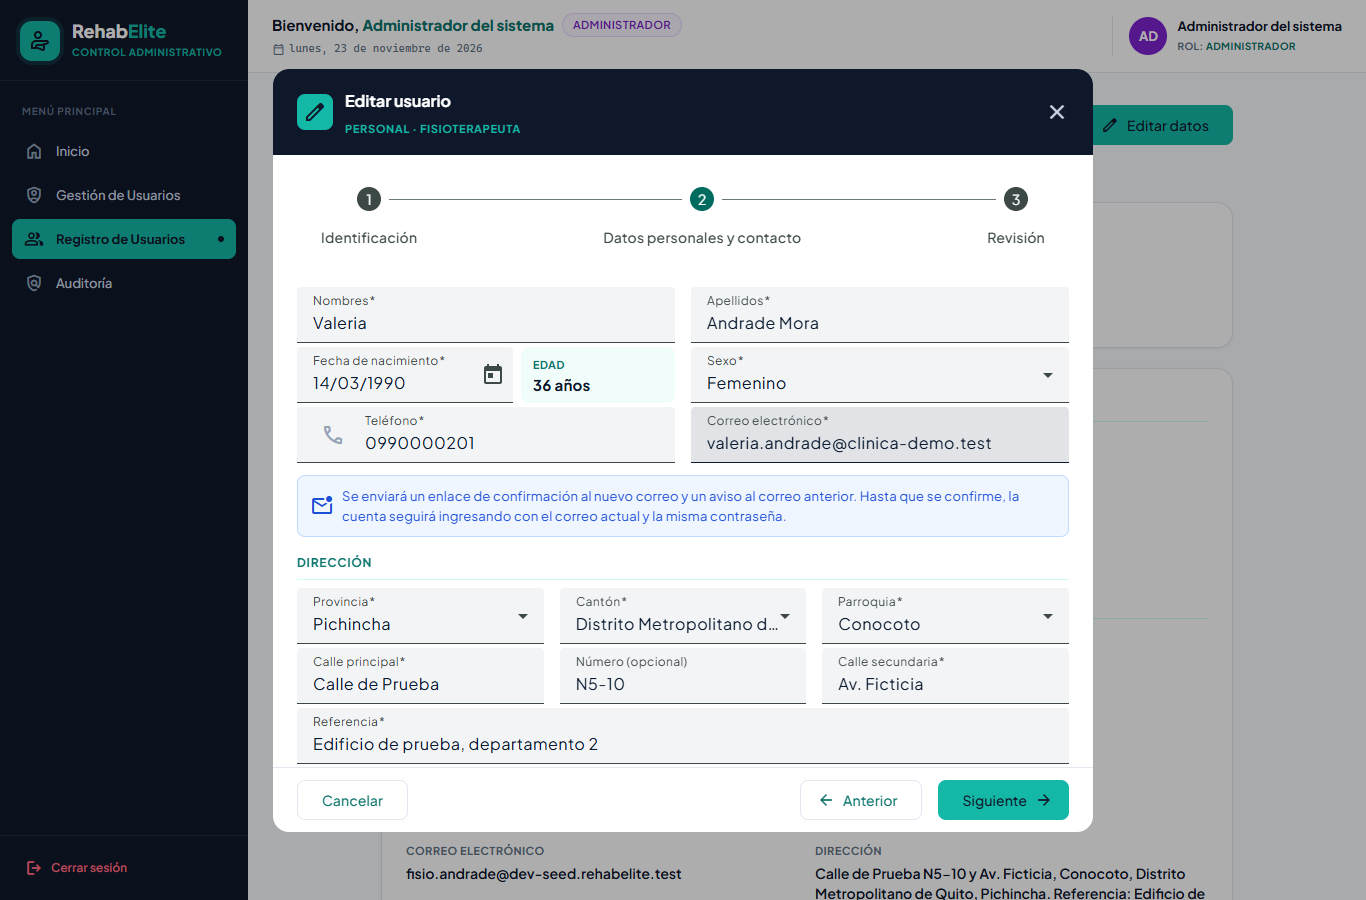 RehabElite
CONTROL ADMINISTRATIVO
MENÚ PRINCIPAL
Inicio
Gestión de Usuarios
Registro de Usuarios
Auditoría
Cerrar sesión
Bienvenido, Administrador del sistema
ADMINISTRADOR
lunes, 23 de noviembre de 2026
AD
Administrador del sistema
ROL: ADMINISTRADOR
Editar datos
Editar usuario
PERSONAL · FISIOTERAPEUTA
1
2
3
Identificación
Datos personales y contacto
Revisión
Nombres*
Valeria
Apellidos*
Andrade Mora
Fecha de nacimiento*
14/03/1990
EDAD
36 años
Sexo*
Femenino
Teléfono*
0990000201
Correo electrónico*
valeria.andrade@clinica-demo.test
Se enviará un enlace de confirmación al nuevo correo y un aviso al correo anterior. Hasta que se confirme, la
cuenta seguirá ingresando con el correo actual y la misma contraseña.
DIRECCIÓN
Provincia*
Pichincha
Cantón*
Distrito Metropolitano d...
Parroquia*
Conocoto
Calle principal*
Calle de Prueba
Número (opcional)
N5-10
Calle secundaria*
Av. Ficticia
Referencia*
Edificio de prueba, departamento 2
Cancelar
Anterior
Siguiente
CORREO ELECTRÓNICO
fisio.andrade@dev-seed.rehabelite.test
DIRECCIÓN
Calle de Prueba N5-10 y Av. Ficticia, Conocoto, Distrito
Metropolitano de Quito, Pichincha. Referencia: Edificio de